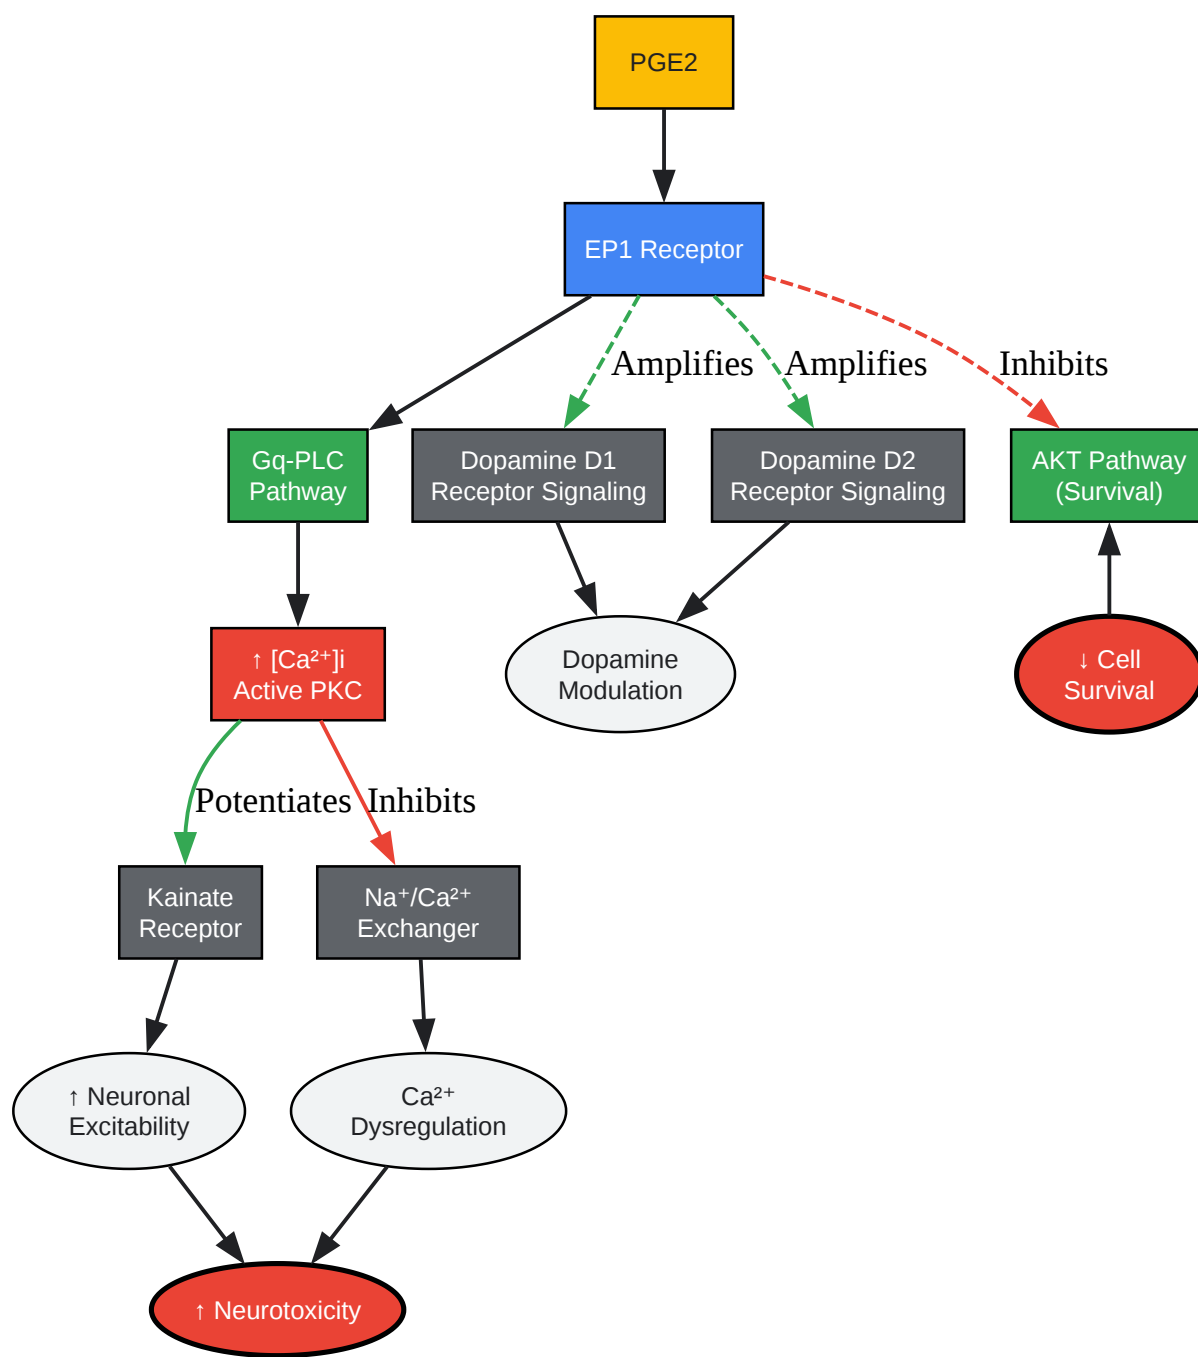 PGE2
EP1 Receptor
Amplifies
Amplifies
Inhibits
Gq-PLC
Pathway
Dopamine D1
Receptor Signaling
Dopamine D2
Receptor Signaling
AKT Pathway
(Survival)
↑ [Ca²⁺]i
Active PKC
Dopamine
Modulation
↓ Cell
Survival
Potentiates
Inhibits
Kainate
Receptor
Na⁺/Ca²⁺
Exchanger
↑ Neuronal
Excitability
Ca²⁺
Dysregulation
↑ Neurotoxicity